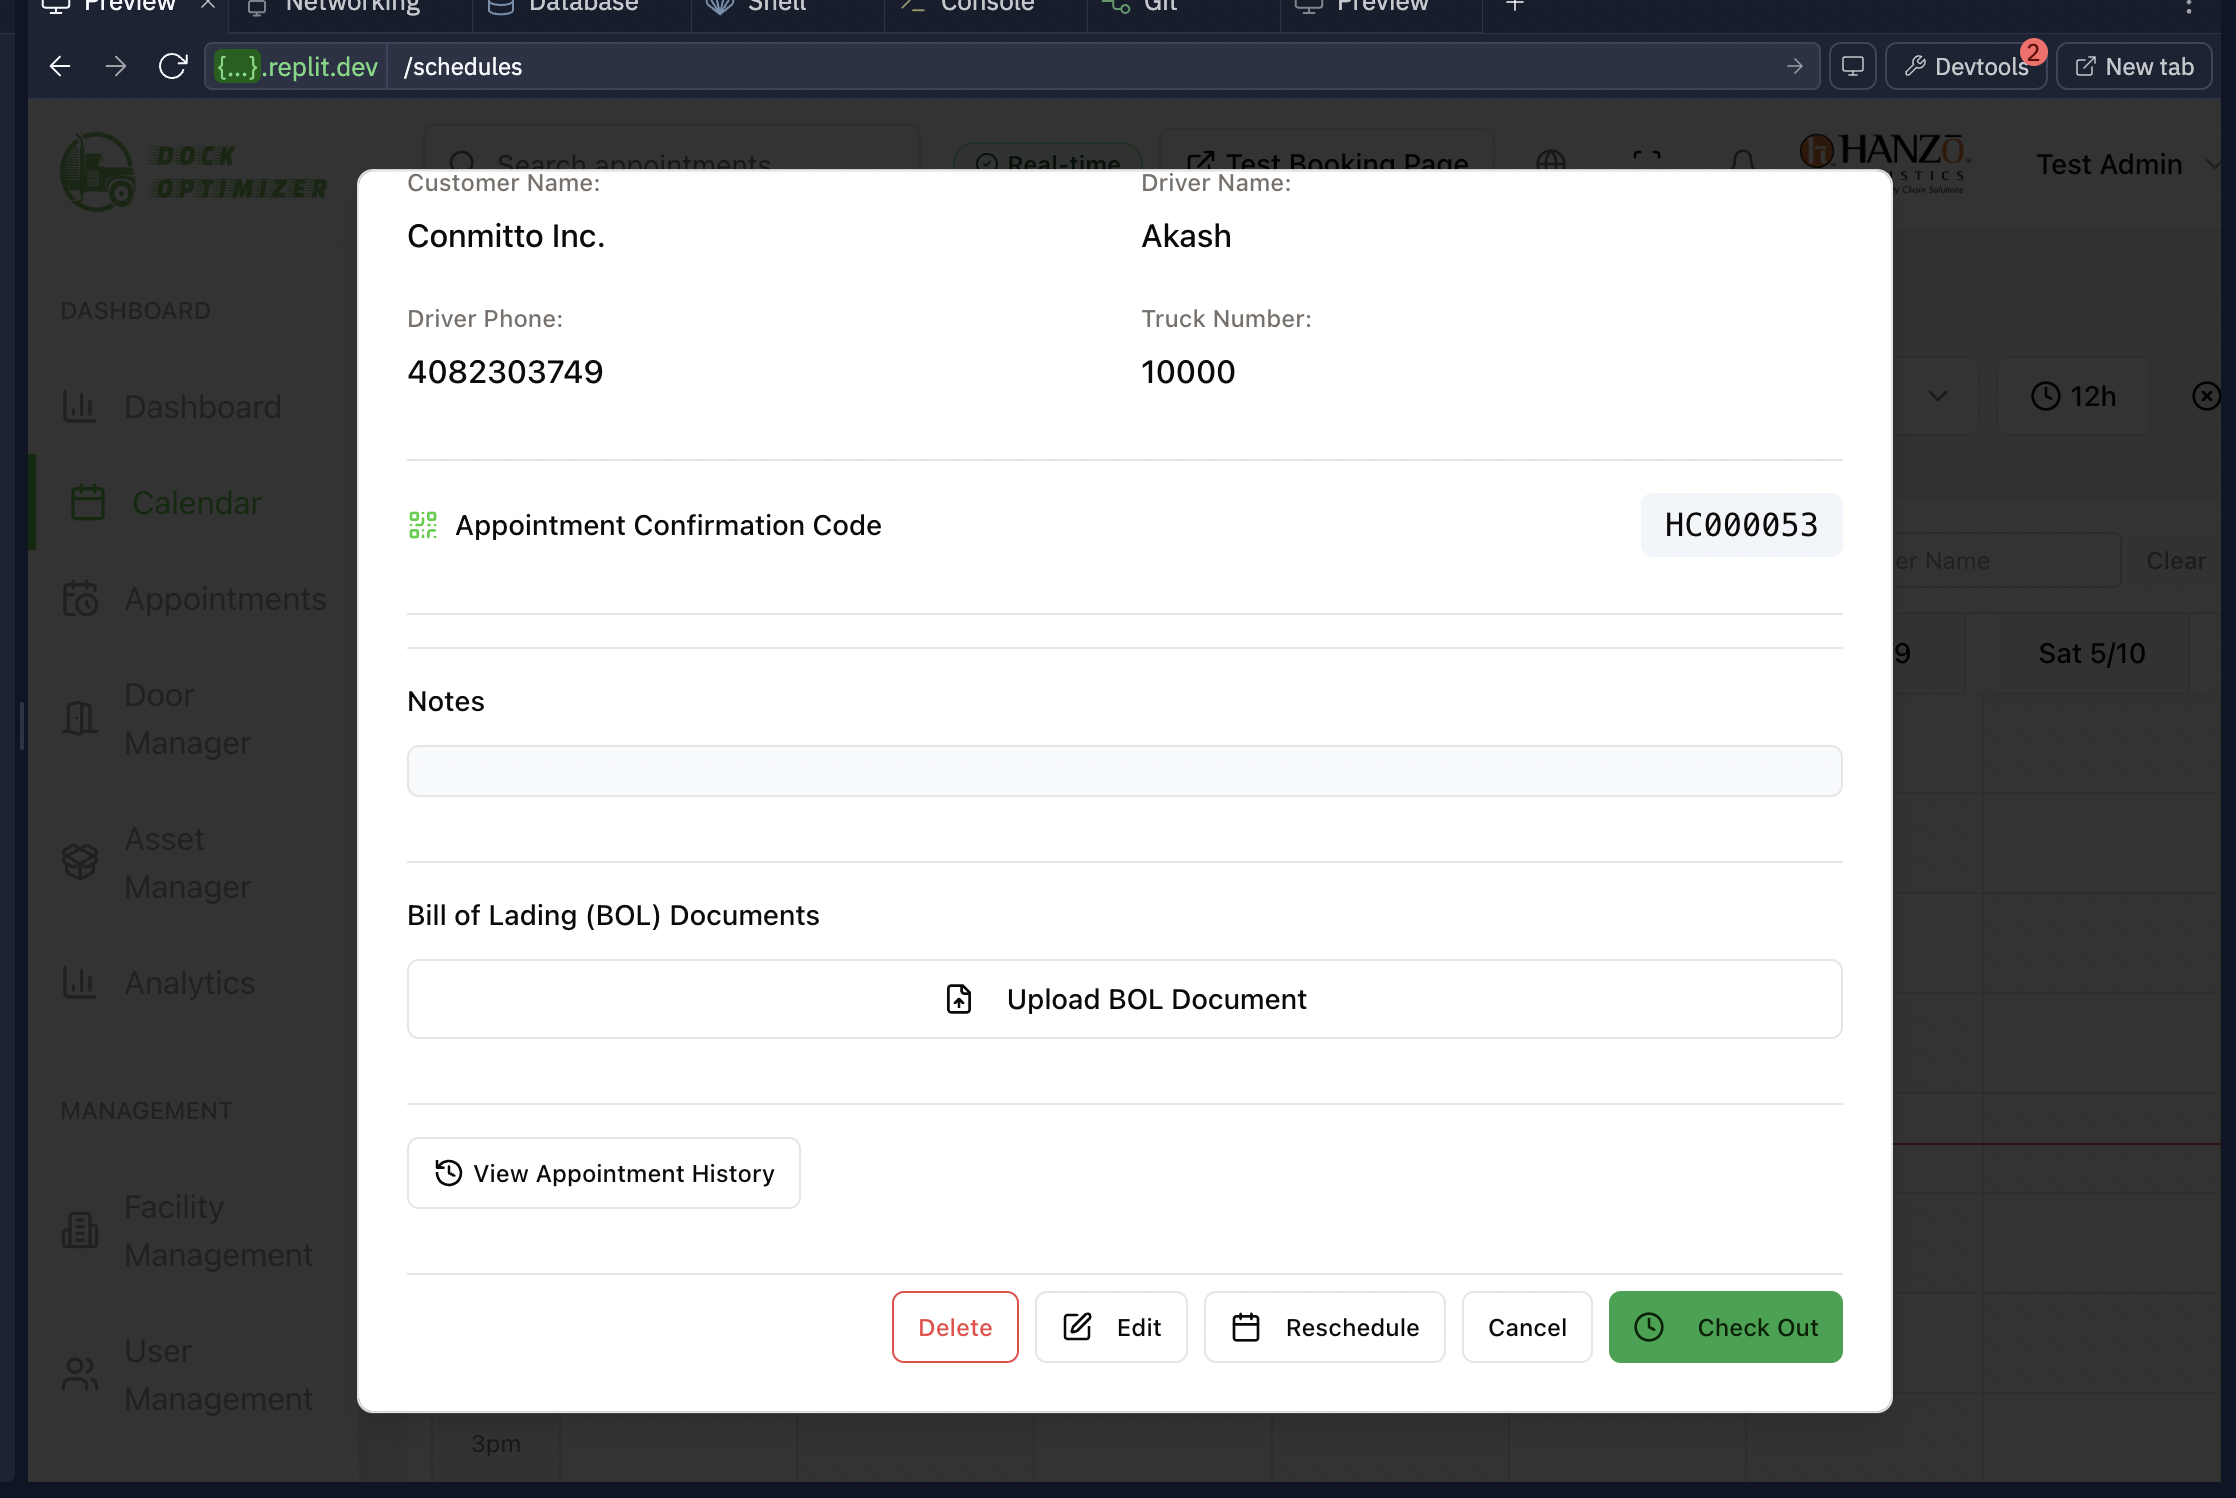 Preview
Networking
Database
Shell
Console
Git
Preview
{...}.replit.dev
/schedules
Devtools
2
New tab
DOCK
OPTIMIZER
Search appointments
Real-time
Test Booking Page
HANZO
ISTICS
y Chain Solutions
Test Admin
Customer Name:
Conmitto Inc.
Driver Name:
Akash
Driver Phone:
4082303749
Truck Number:
10000
DASHBOARD
Dashboard
Calendar
Appointments
Door
Manager
Asset
Manager
Analytics
MANAGEMENT
Facility
Management
User
Management
12h
er Name
Clear
9
Sat 5/10
Appointment Confirmation Code
HC000053
Notes
Bill of Lading (BOL) Documents
Upload BOL Document
View Appointment History
Delete
Edit
Reschedule
Cancel
Check Out
3pm